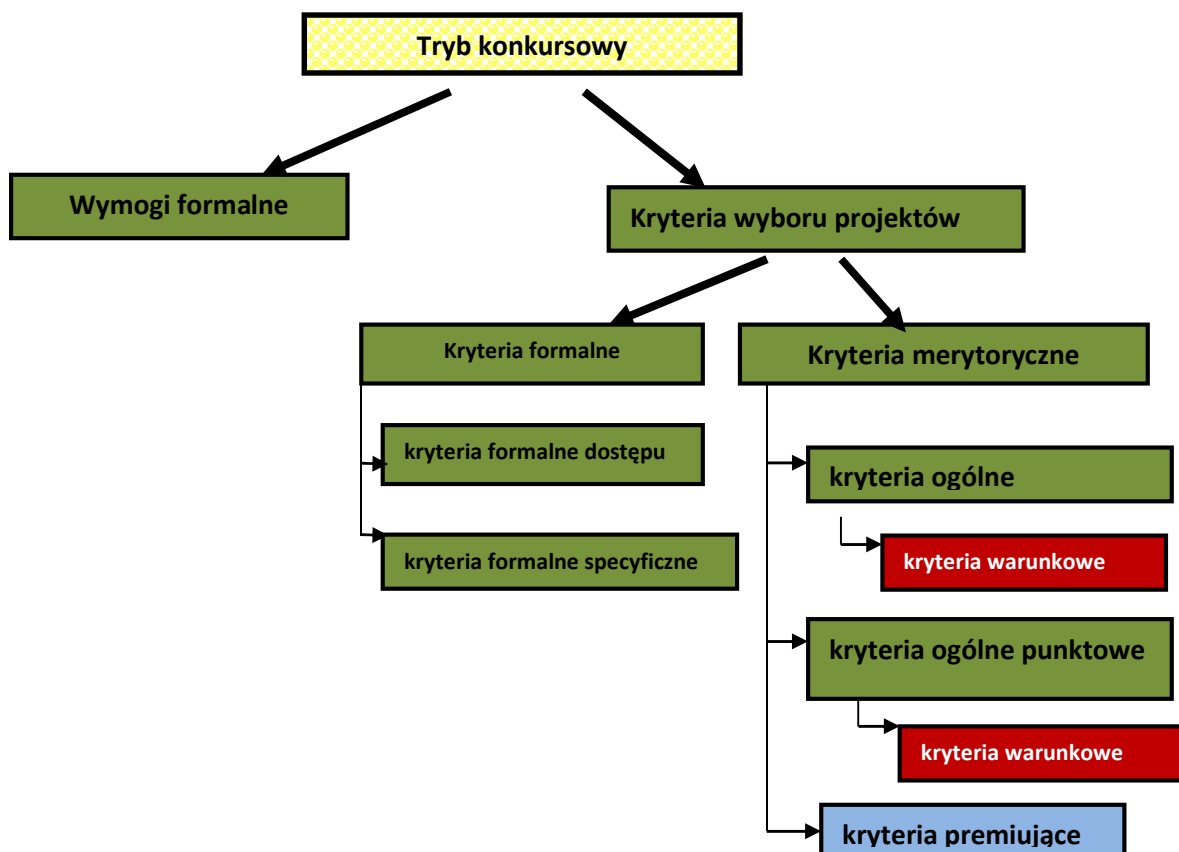 Tryb konkursowy
Wymogi formalne
Kryteria wyboru projektów
Kryteria formalne
Kryteria merytoryczne
kryteria formalne dostępu
kryteria ogólne
kryteria formalne specyficzne
kryteria warunkowe
kryteria ogólne punktowe
kryteria warunkowe
kryteria premiujące